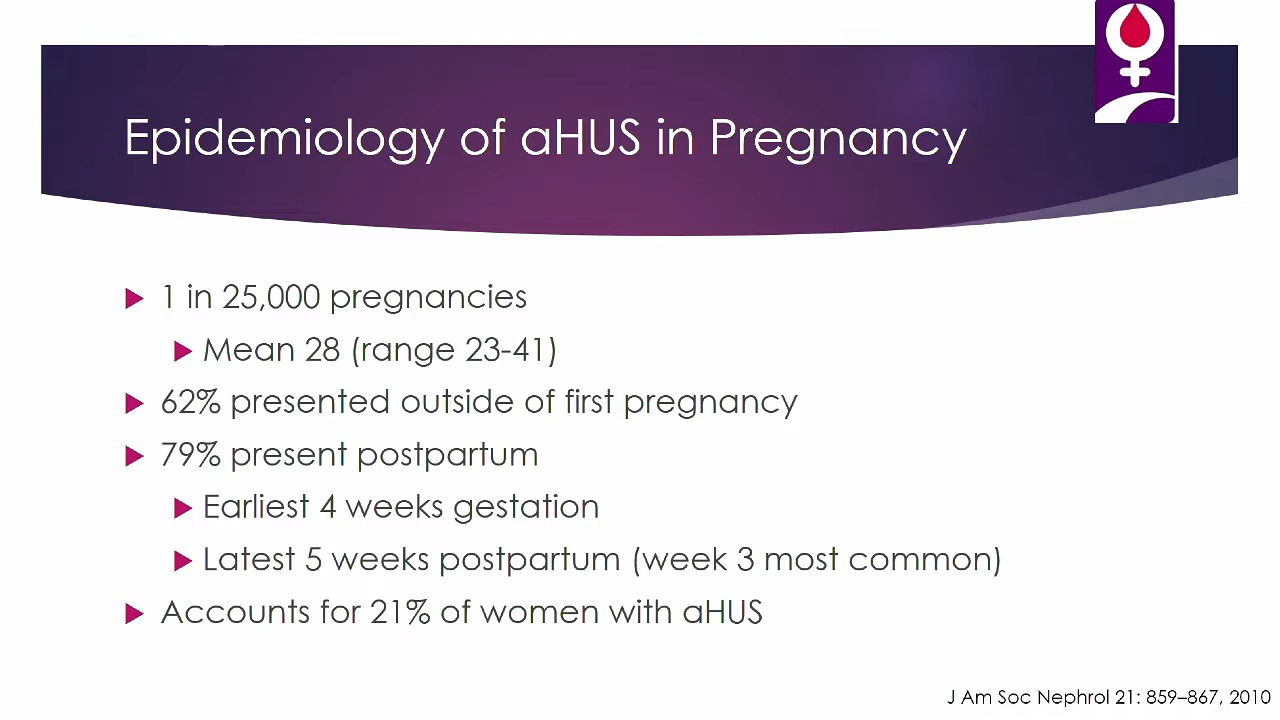 Epidemiology of aHUS in Pregnancy
1 in 25,000 pregnancies
Mean 28 (range 23-41)
62% presented outside of first pregnancy
79% present postpartum
Earliest 4 weeks gestation
Latest 5 weeks postpartum (week 3 most common)
Accounts for 21% of women with aHUS
J Am Soc Nephrol 21: 859–867, 2010